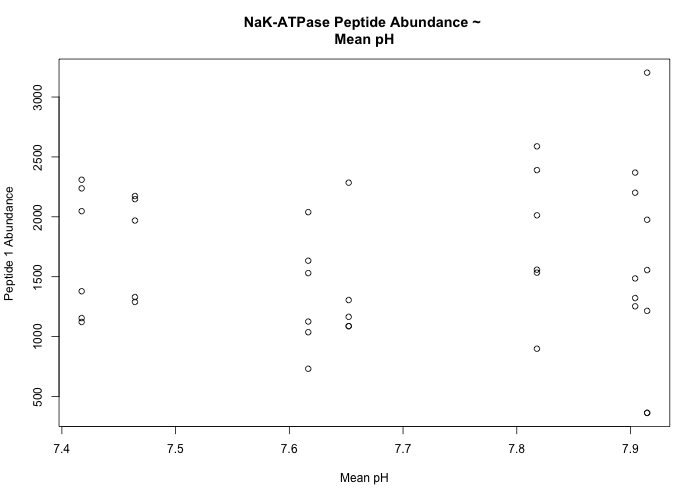 NaK-ATPase Peptide Abundance ~
Mean pH
Peptide 1 Abundance
3000
2500
2000
1500
1000
500
7.4 7.5 7.6 7.7 7.8 7.9
Mean pH